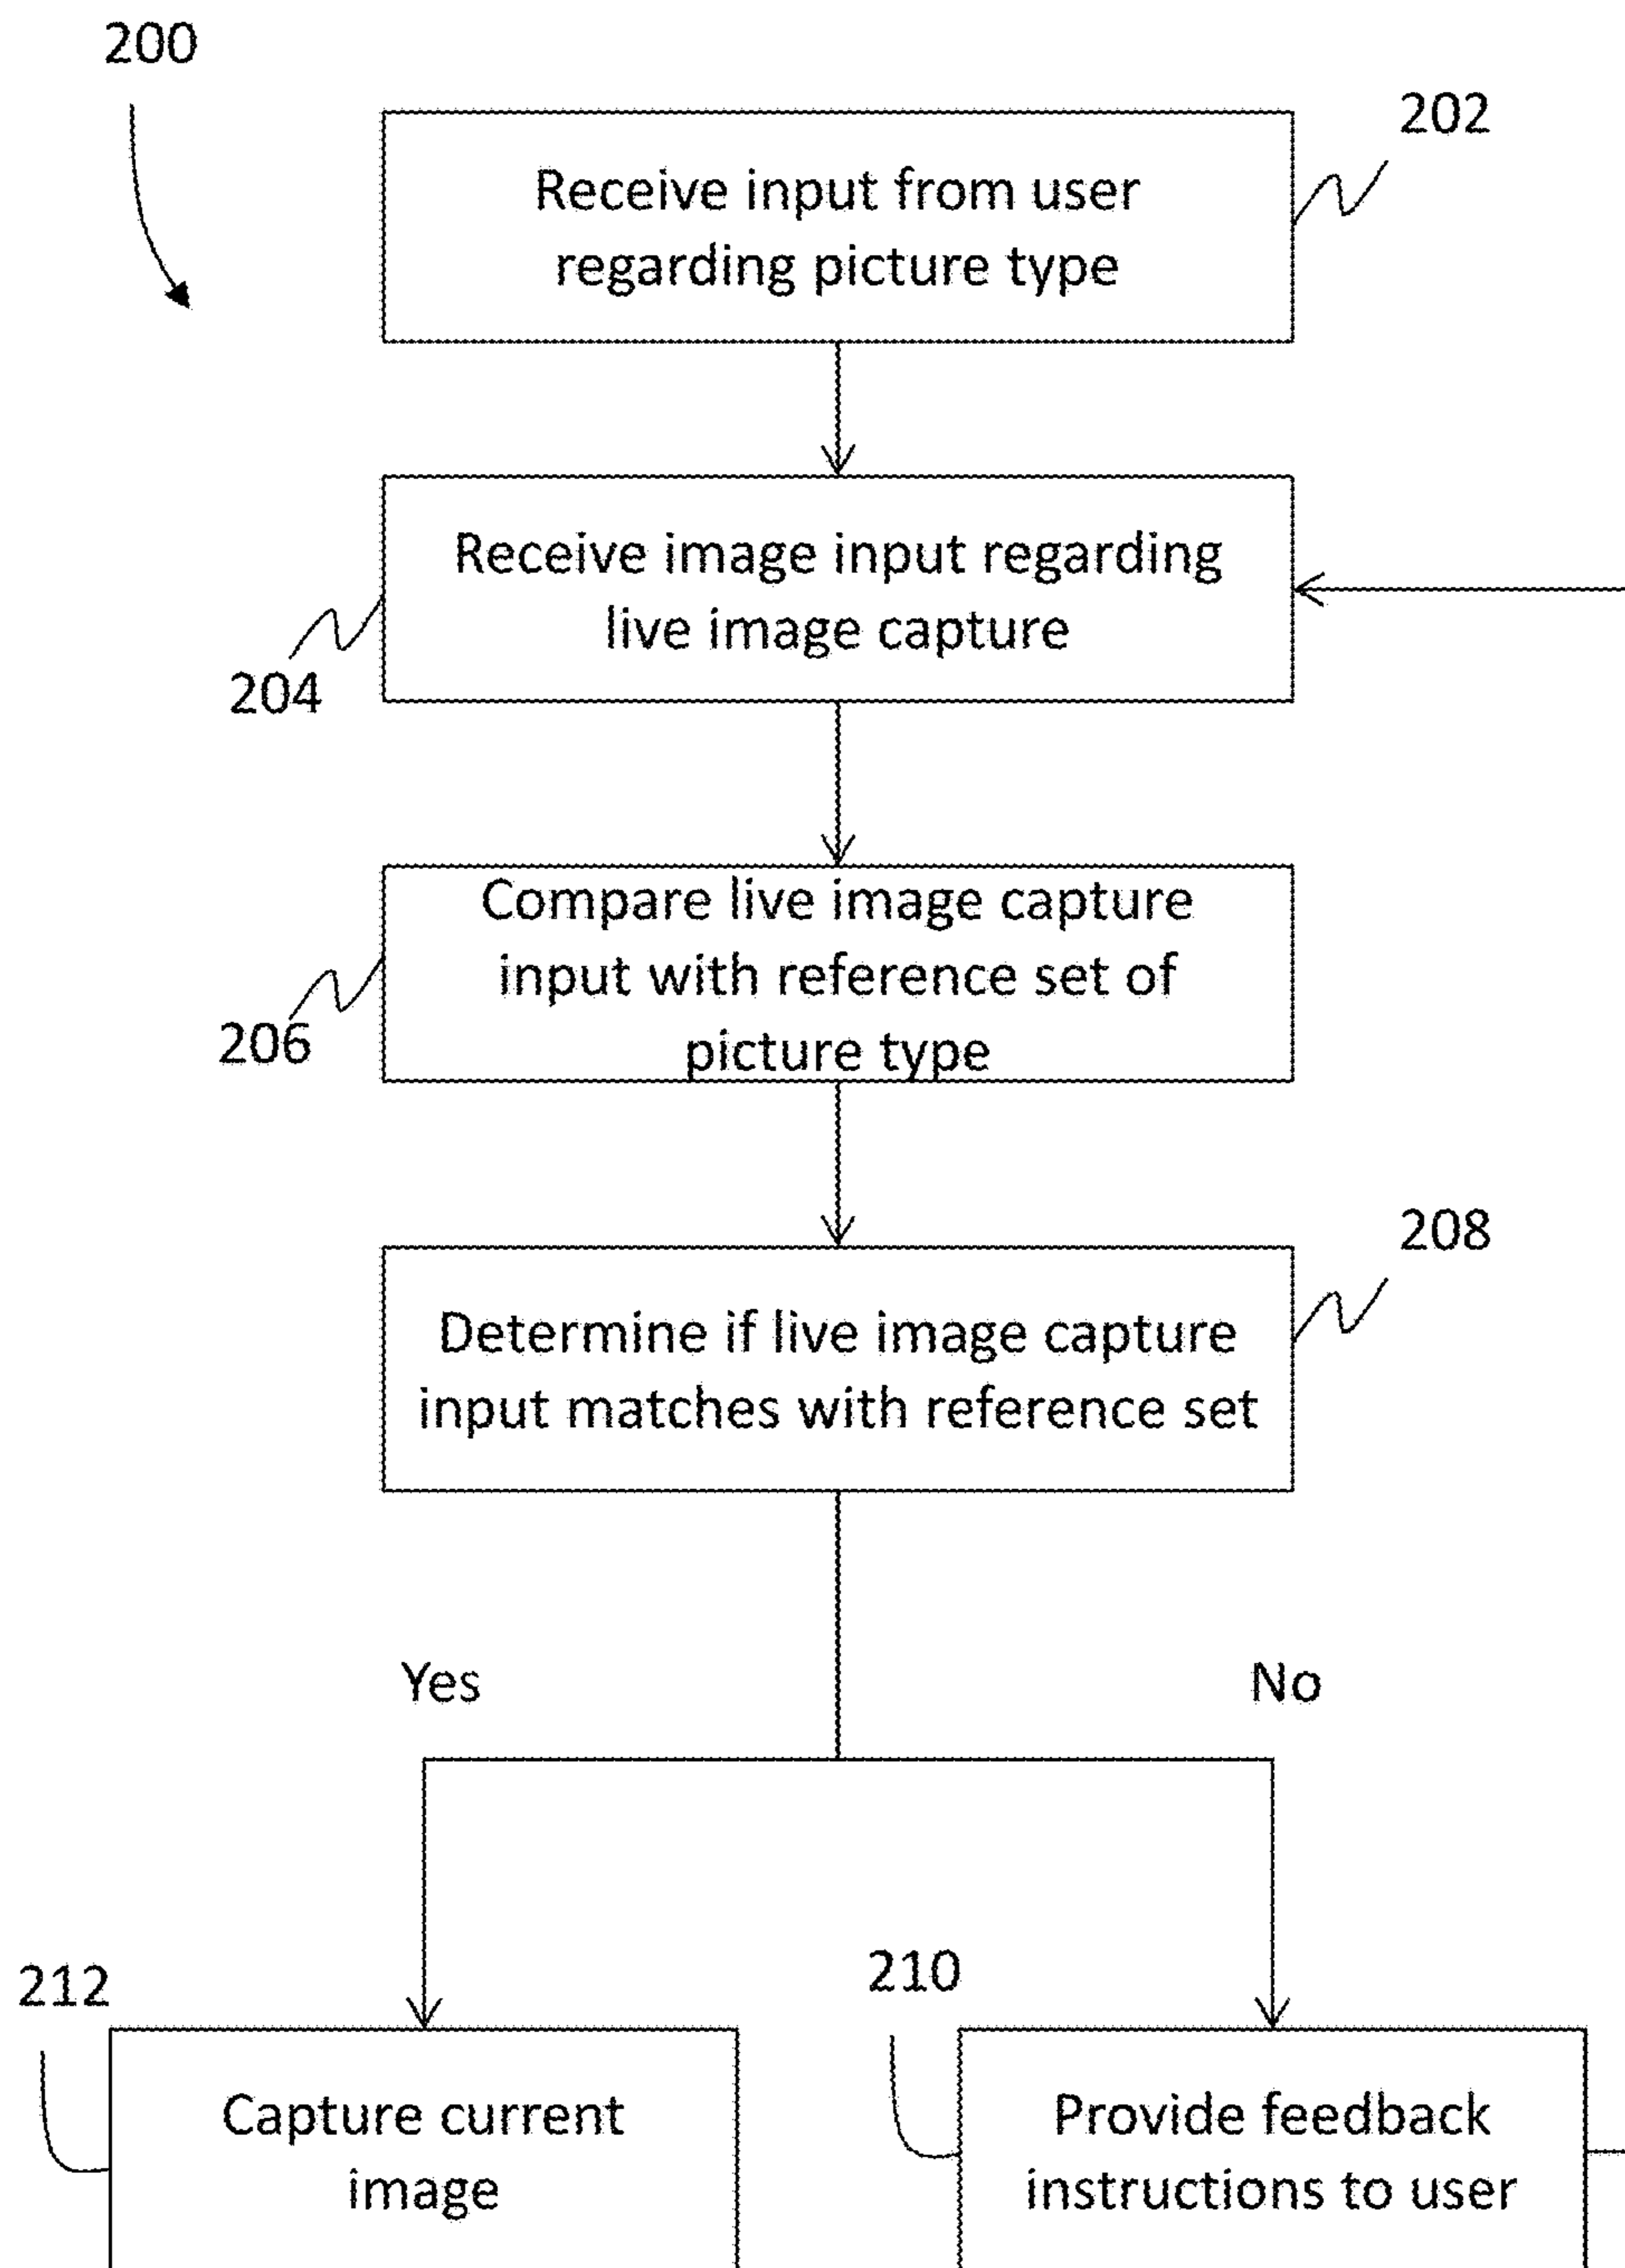 200
202
Receive input from user
regarding picture type
Receive image input regarding
live image capture
204
Compare live image capture
input with reference set of
picture type
206
208
Determine if live image capture
input matches with reference set
Yes
No
212
210
Capture current
image
Provide feedback
instructions to user